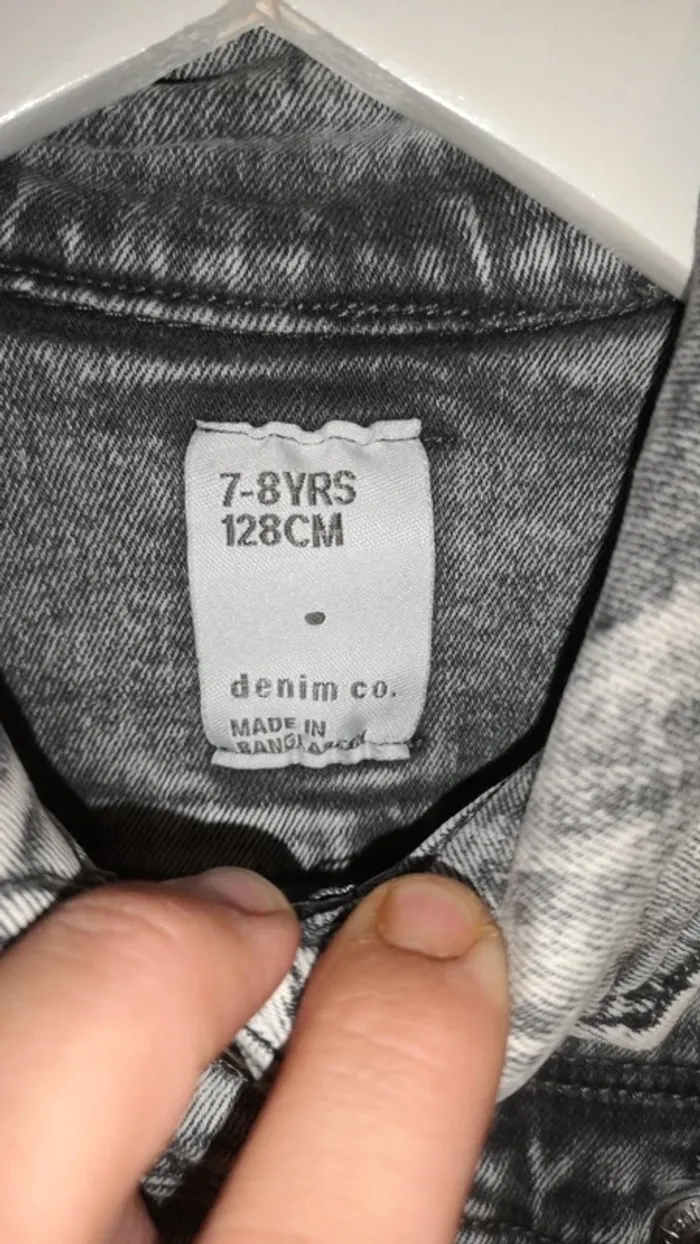 7-8YRS
128CM
denim co.
MADE IN